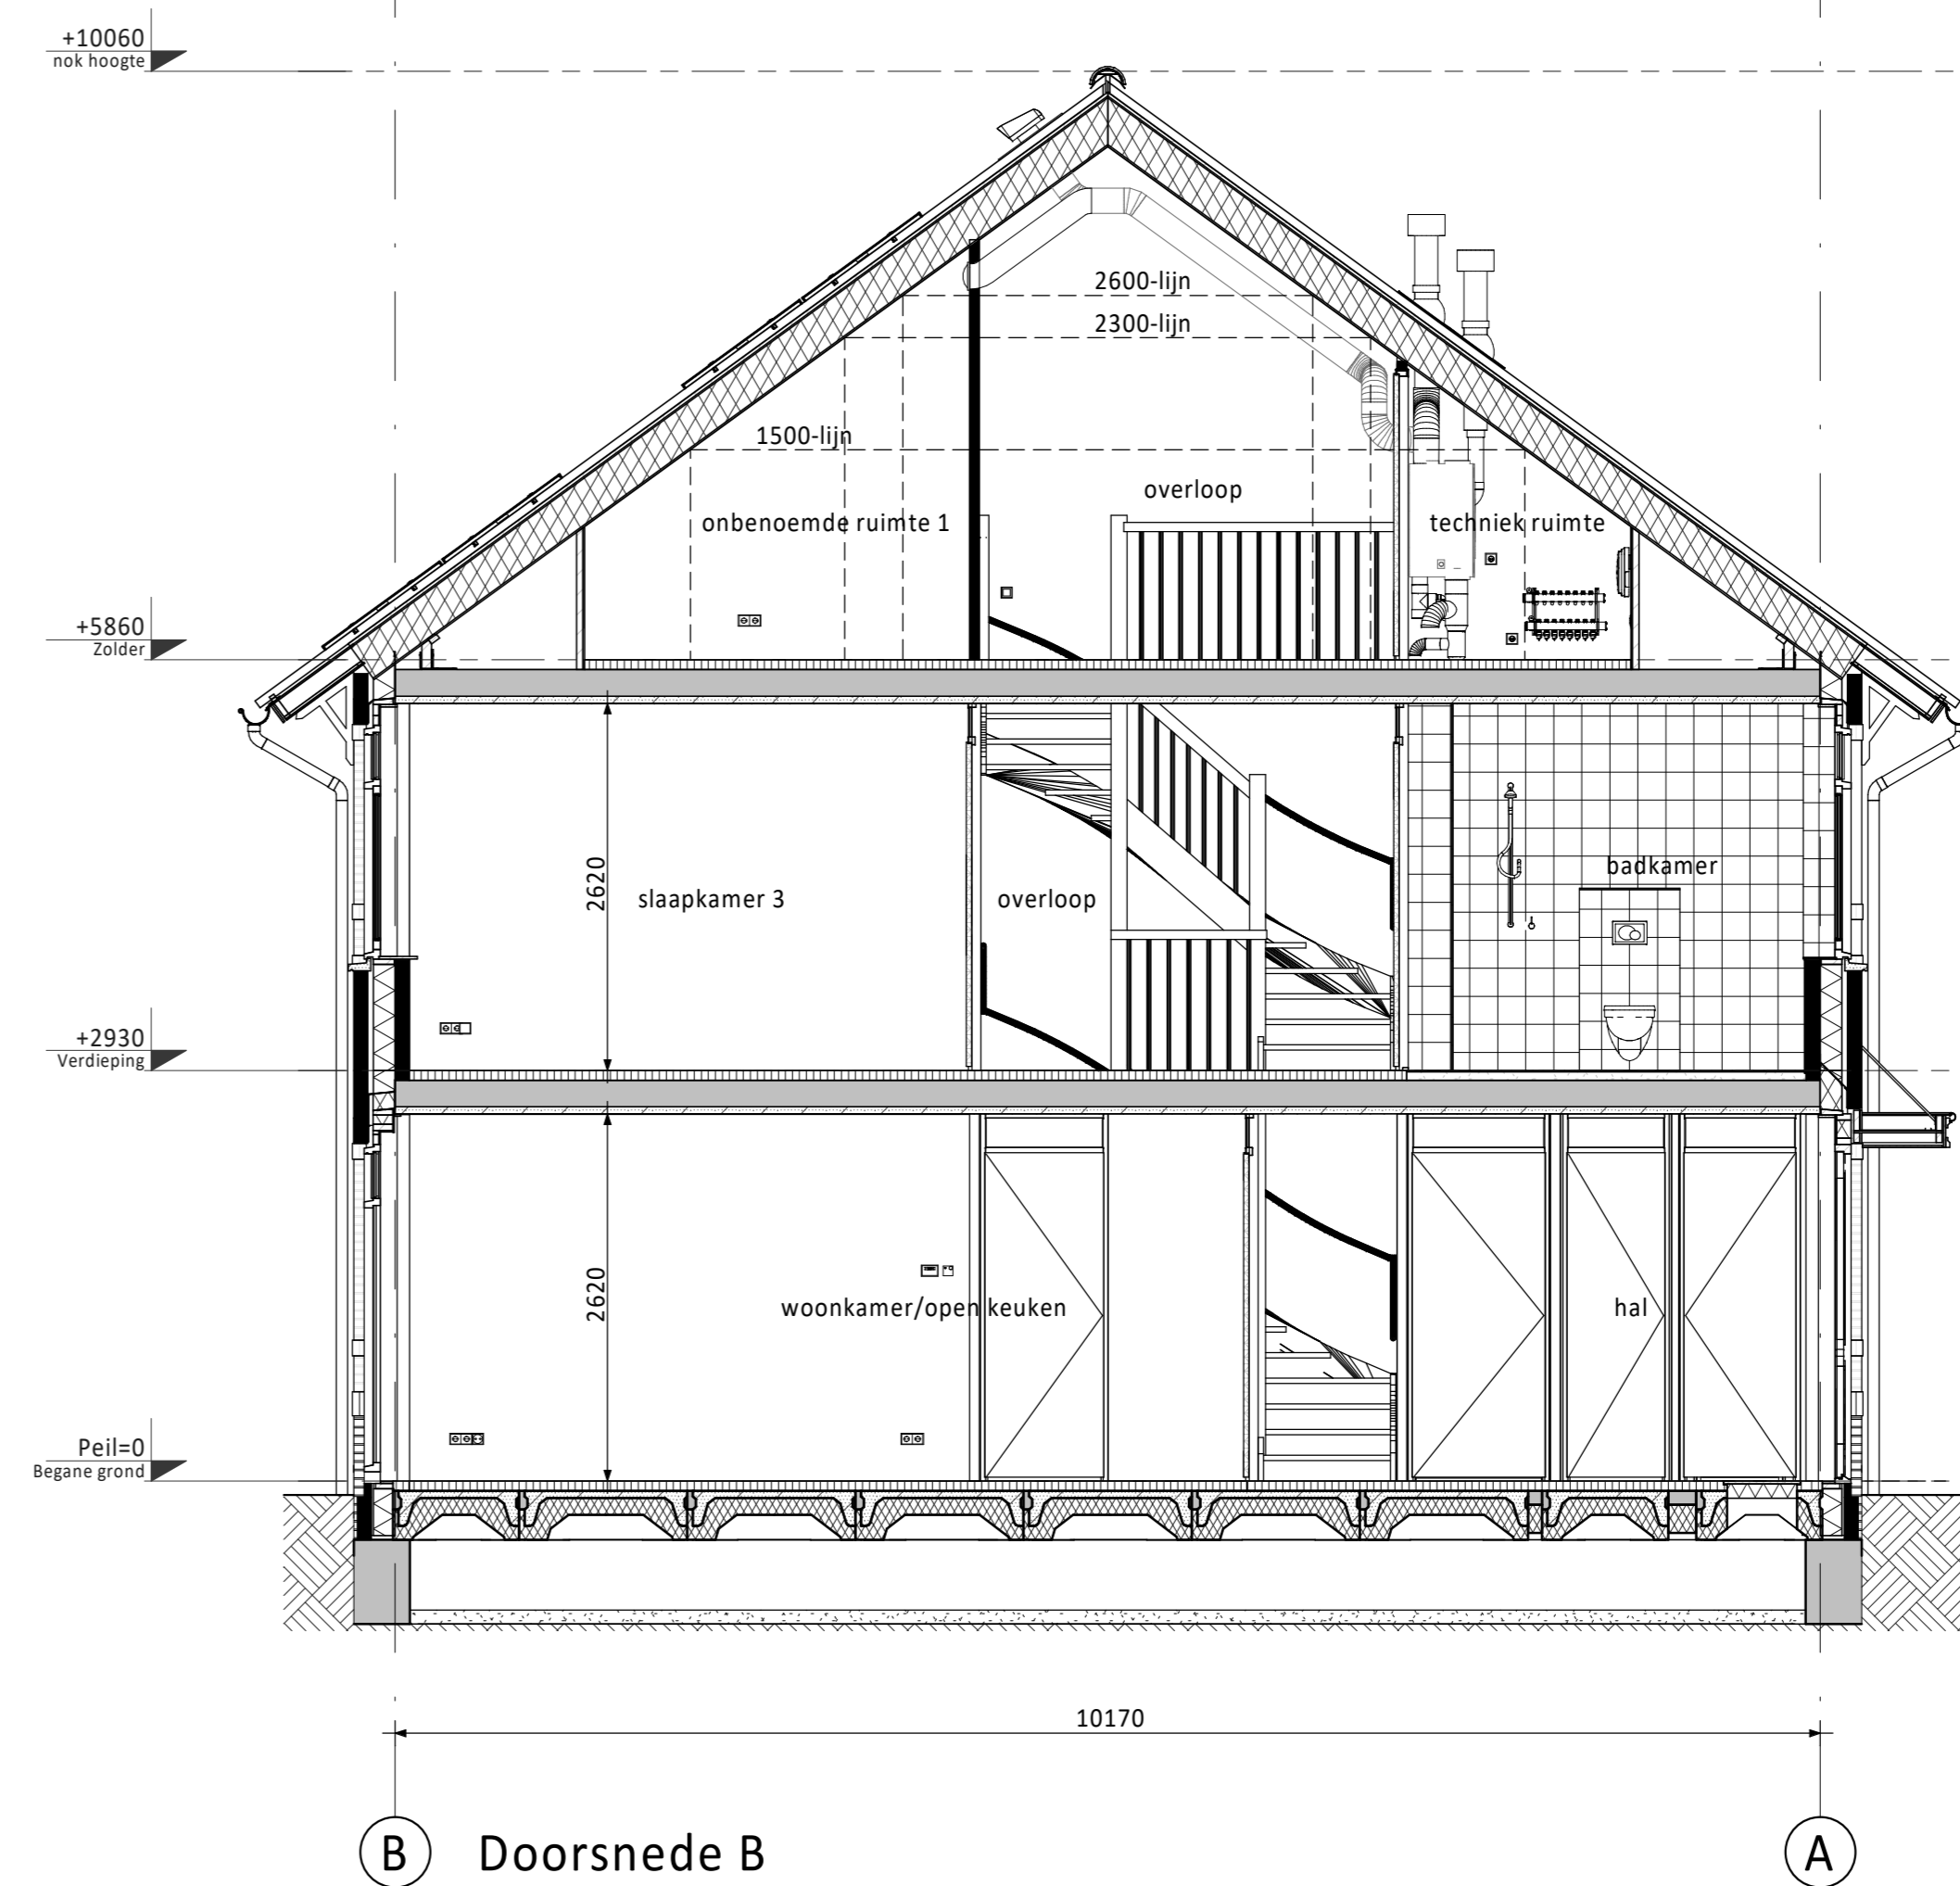 +10060
nok hoogte
2600-lijn
2300-lijn
1500-lijn
overloop
onbenoemde ruimte 1
techniek ruimte
+5860
Zolder
2620
slaapkamer 3
overloop
badkamer
+2930
Verdieping
2620
woonkamer/open keuken
hal
Peil=0
Begane grond
10170
B
Doorsnede B
A